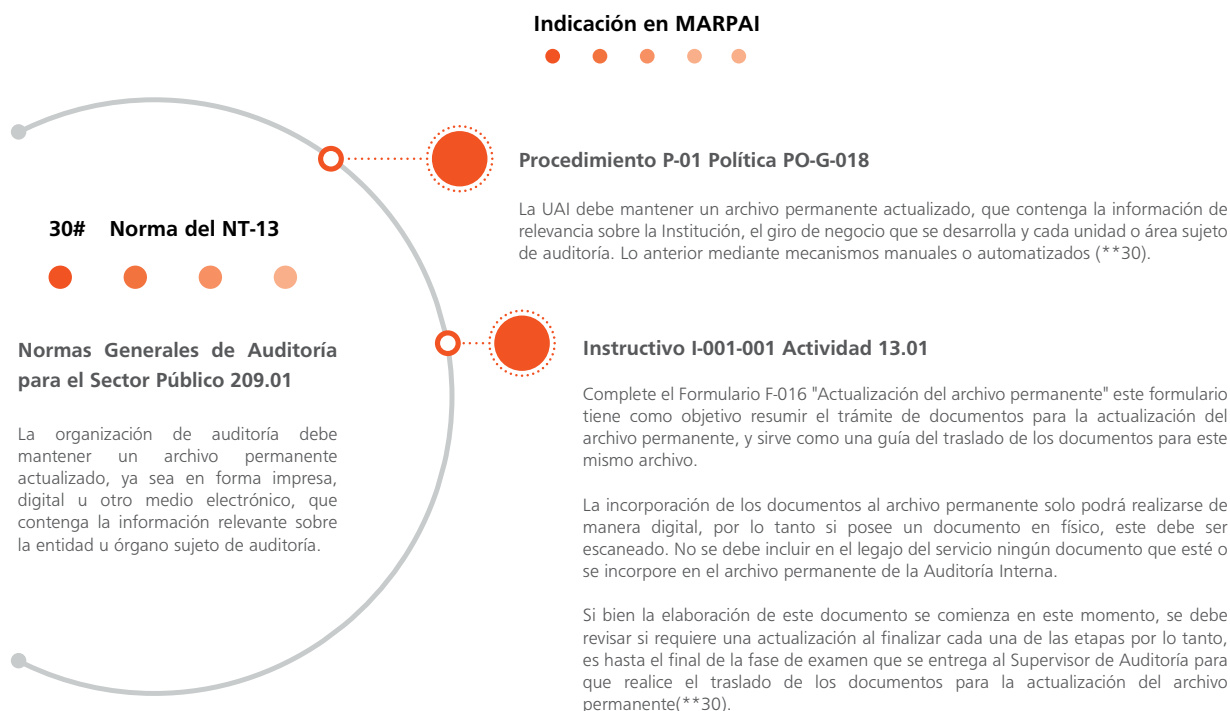 Indicación en MARPAI
30# Norma del NT-13
Normas Generales de Auditoría
para el Sector Público 209.01
La organización de auditoría debe
mantener un archivo permanente
actualizado, ya sea en forma impresa,
digital u otro medio electrónico, que
contenga la información relevante sobre
la entidad u órgano sujeto de auditoría.
Procedimiento P-01 Política PO-G-018
La UAI debe mantener un archivo permanente actualizado, que contenga la información de
relevancia sobre la Institución, el giro de negocio que se desarrolla y cada unidad o área sujeto
de auditoría. Lo anterior mediante mecanismos manuales o automatizados (**30).
Instructivo I-001-001 Actividad 13.01
Complete el Formulario F-016 "Actualización del archivo permanente" este formulario
tiene como objetivo resumir el trámite de documentos para la actualización del
archivo permanente, y sirve como una guía del traslado de los documentos para este
mismo archivo.
La incorporación de los documentos al archivo permanente solo podrá realizarse de
manera digital, por lo tanto si posee un documento en físico, este debe ser
escaneado. No se debe incluir en el legajo del servicio ningún documento que esté o
se incorpore en el archivo permanente de la Auditoría Interna.
Si bien la elaboración de este documento se comienza en este momento, se debe
revisar si requiere una actualización al finalizar cada una de las etapas por lo tanto,
es hasta el final de la fase de examen que se entrega al Supervisor de Auditoría para
que realice el traslado de los documentos para la actualización del archivo
permanente(**30).